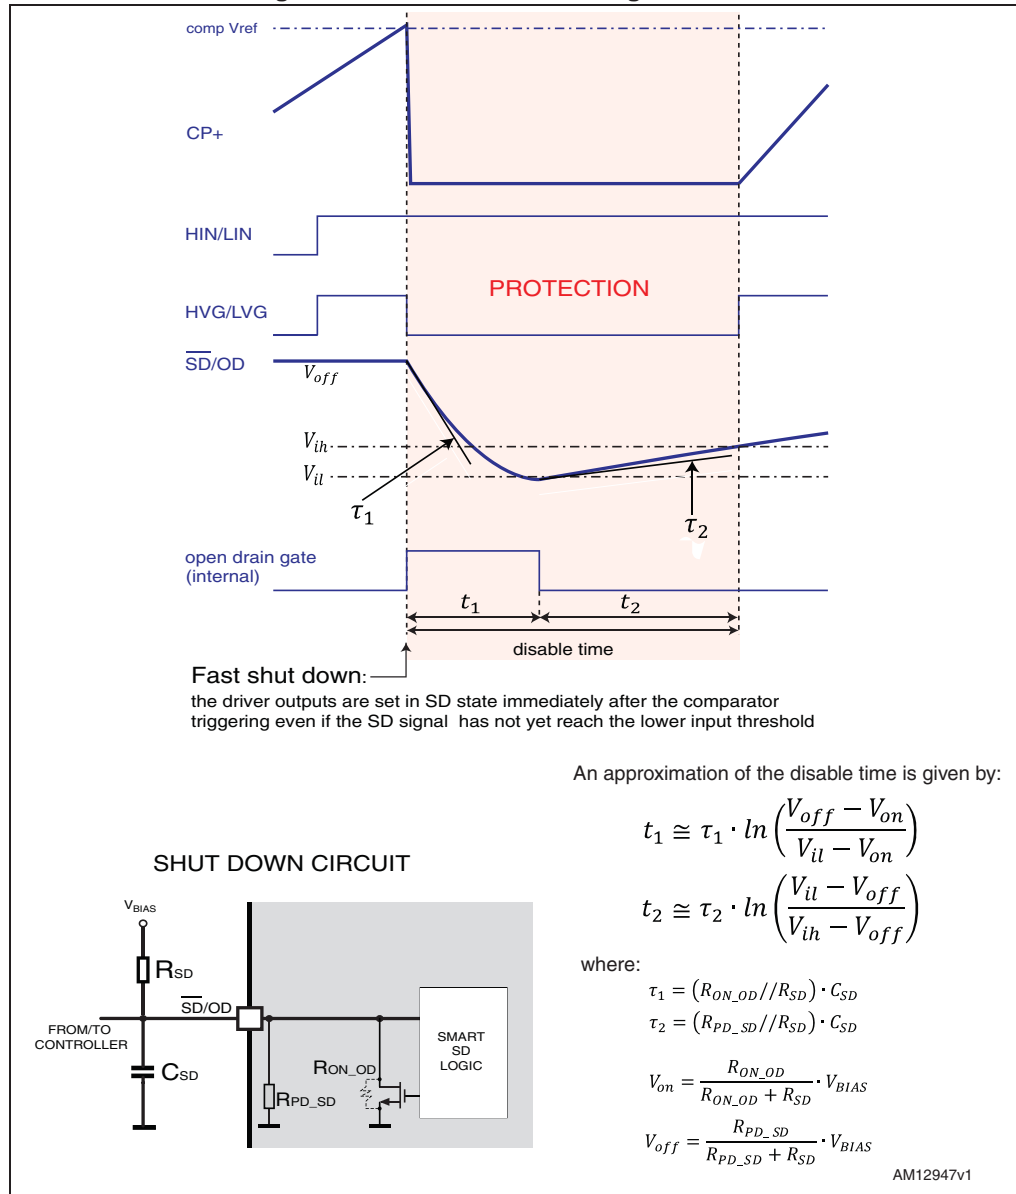 comp Vref
CP+
HIN/LIN
PROTECTION
HVG/LVG
SD/OD
V_off
V_ih
V_il
τ_1
τ_2
open drain gate
(internal)
t_1
t_2
disable time
Fast shut down:
the driver outputs are set in SD state immediately after the comparator
triggering even if the SD signal has not yet reach the lower input threshold
An approximation of the disable time is given by:
t_1 ≅ τ_1 · ln((V_off − V_on)/(V_il − V_on))
t_2 ≅ τ_2 · ln((V_il − V_off)/(V_ih − V_off))
where:
τ_1 = (R_ON_OD//R_SD) · C_SD
τ_2 = (R_PD_SD//R_SD) · C_SD
V_on = R_ON_OD/(R_ON_OD + R_SD) · V_BIAS
V_off = R_PD_SD/(R_PD_SD + R_SD) · V_BIAS
SHUT DOWN CIRCUIT
V_BIAS
R_SD
SD/OD
FROM/TO
CONTROLLER
C_SD
R_PD_SD
R_ON_OD
SMART
SD
LOGIC
AM12947v1